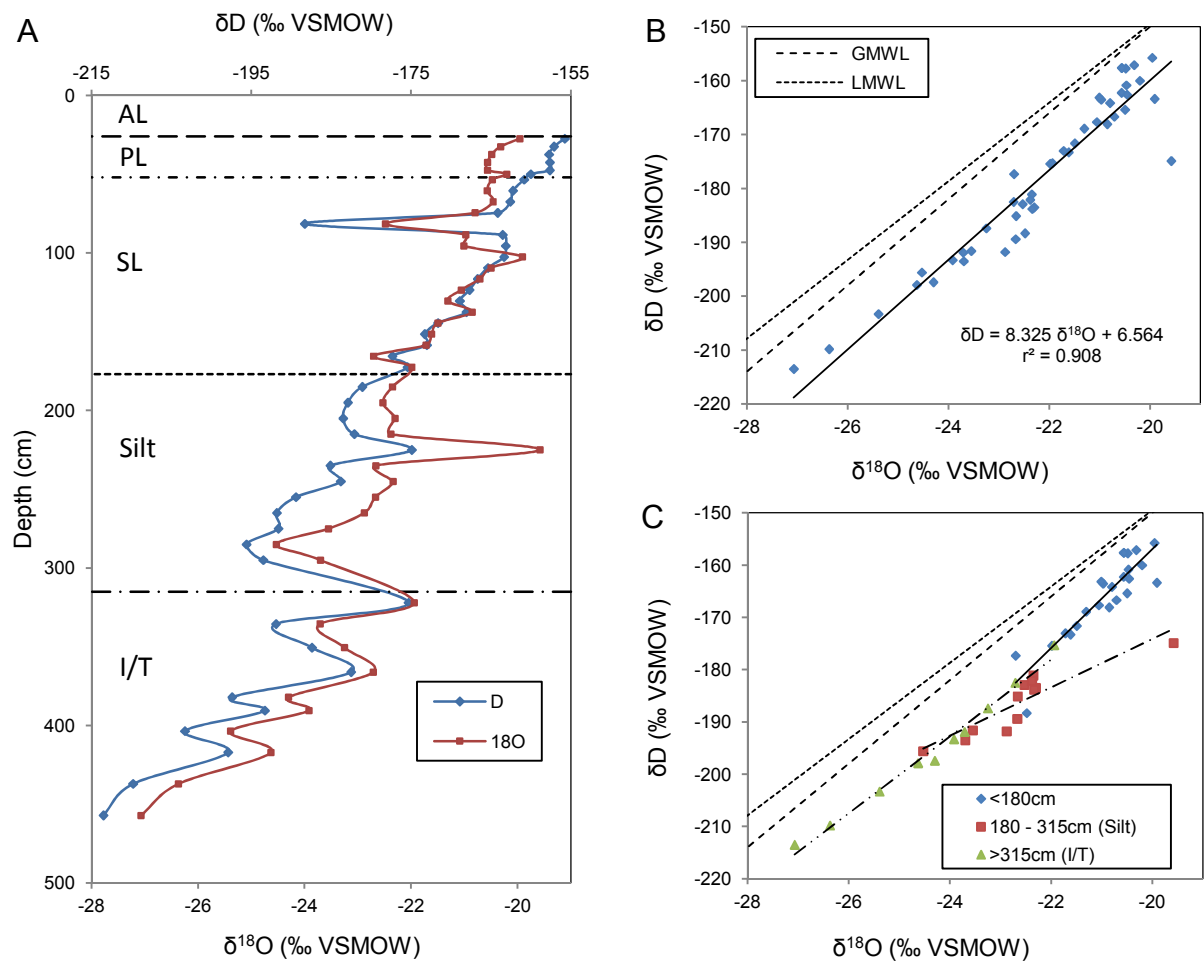 A
δD (‰ VSMOW)
-215 -195 -175 -155
0
AL
PL
100
SL
200
Silt
Depth (cm)
300
I/T
D
18O
400
500
-28 -26 -24 -22 -20
δ¹⁸O (‰ VSMOW)
B
-150
GMWL
LMWL
-160
-170
-180
-190
-200
-210
-220
δD (‰ VSMOW)
δD = 8.325 δ¹⁸O + 6.564
r² = 0.908
-28 -26 -24 -22 -20
δ¹⁸O (‰ VSMOW)
C
-150
-160
-170
-180
-190
-200
-210
-220
δD (‰ VSMOW)
<180cm
180 - 315cm (Silt)
>315cm (I/T)
-28 -26 -24 -22 -20
δ¹⁸O (‰ VSMOW)